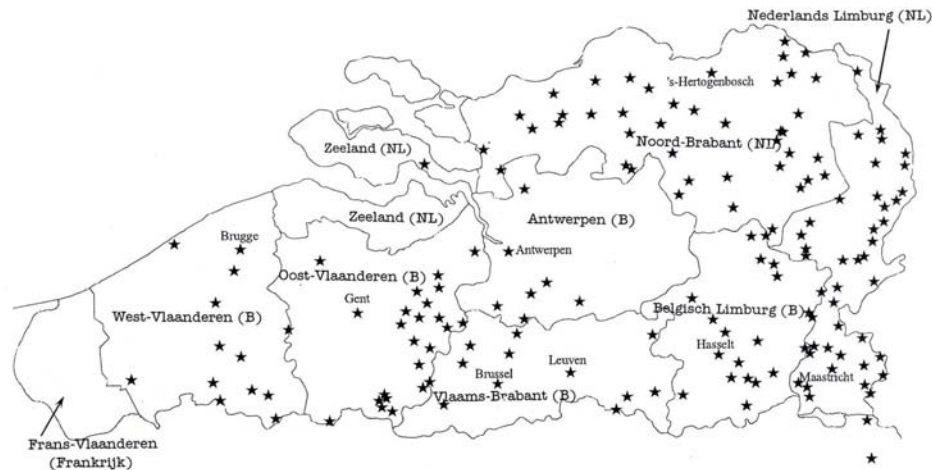 Nederlands Limburg (NL)
's-Hertogenbosch
Zeeland (NL)
Noord-Brabant (NL)
Zeeland (NL)
Antwerpen (B)
Brugge
Antwerpen
Oost-Vlaanderen (B)
Gent
West-Vlaanderen (B)
Belgisch Limburg (B)
Hasselt
Leuven
Brussel
Maastricht
Vlaams-Brabant (B)
Frans-Vlaanderen
(Frankrijk)